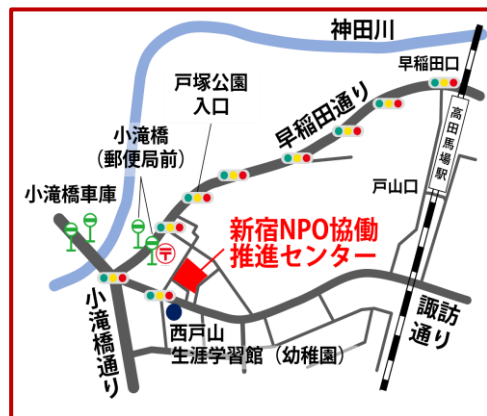 神田川
早稲田口
戸塚公園
入口
早稲田通り
高田馬場駅
小滝橋
（郵便局前）
戸山口
小滝橋車庫
新宿NPO協働
推進センター
〒
小滝橋通り
西戸山
生涯学習館（幼稚園）
諏訪
通り